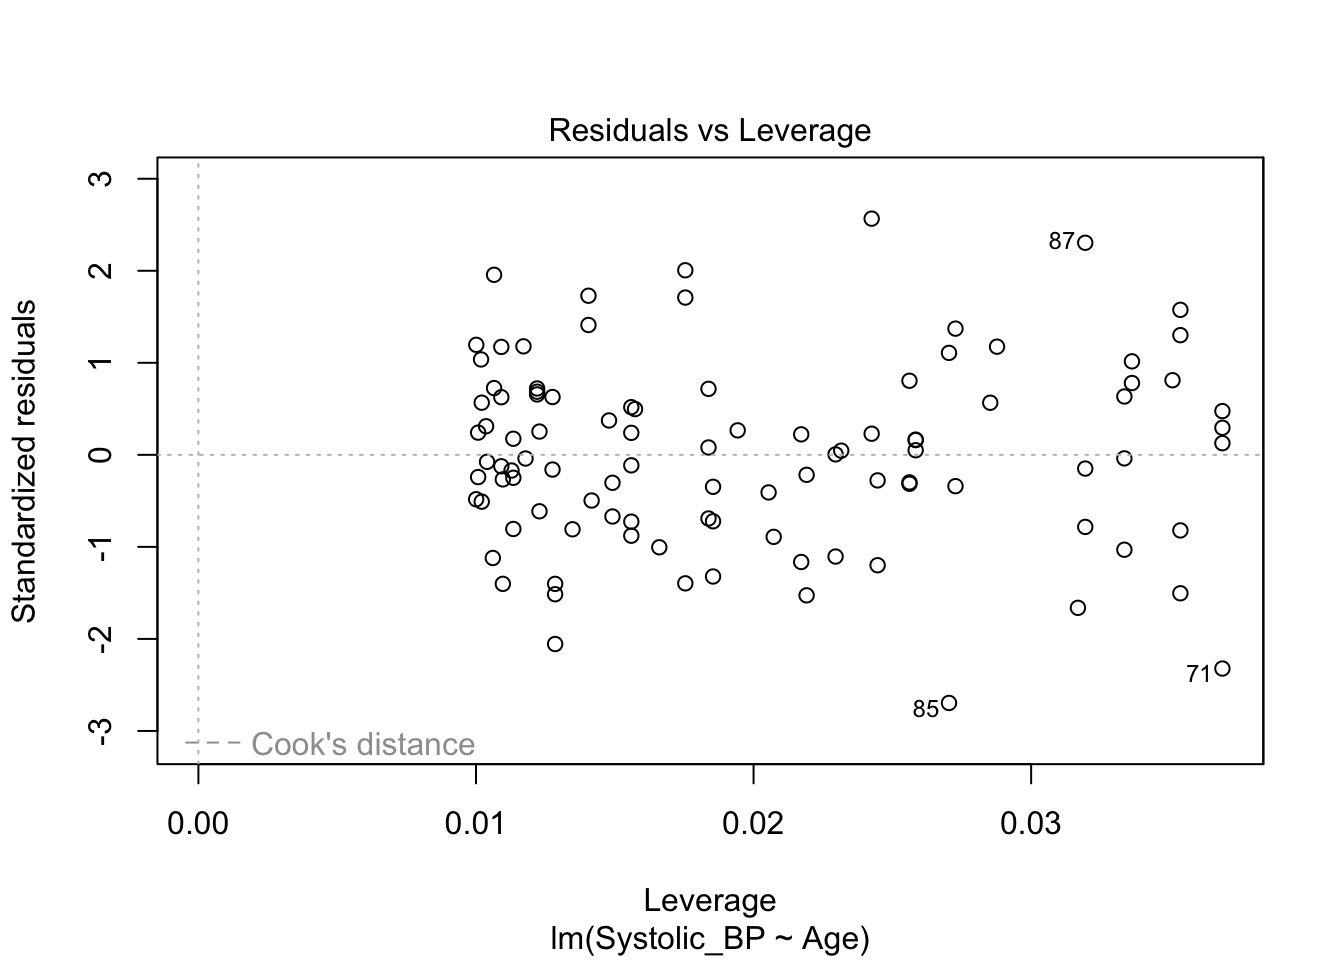 Residuals vs Leverage
Standardized residuals
3
2
1
0
-1
-2
-3
87
71
85
Cook's distance
0.00 0.01 0.02 0.03
Leverage
lm(Systolic_BP ~ Age)